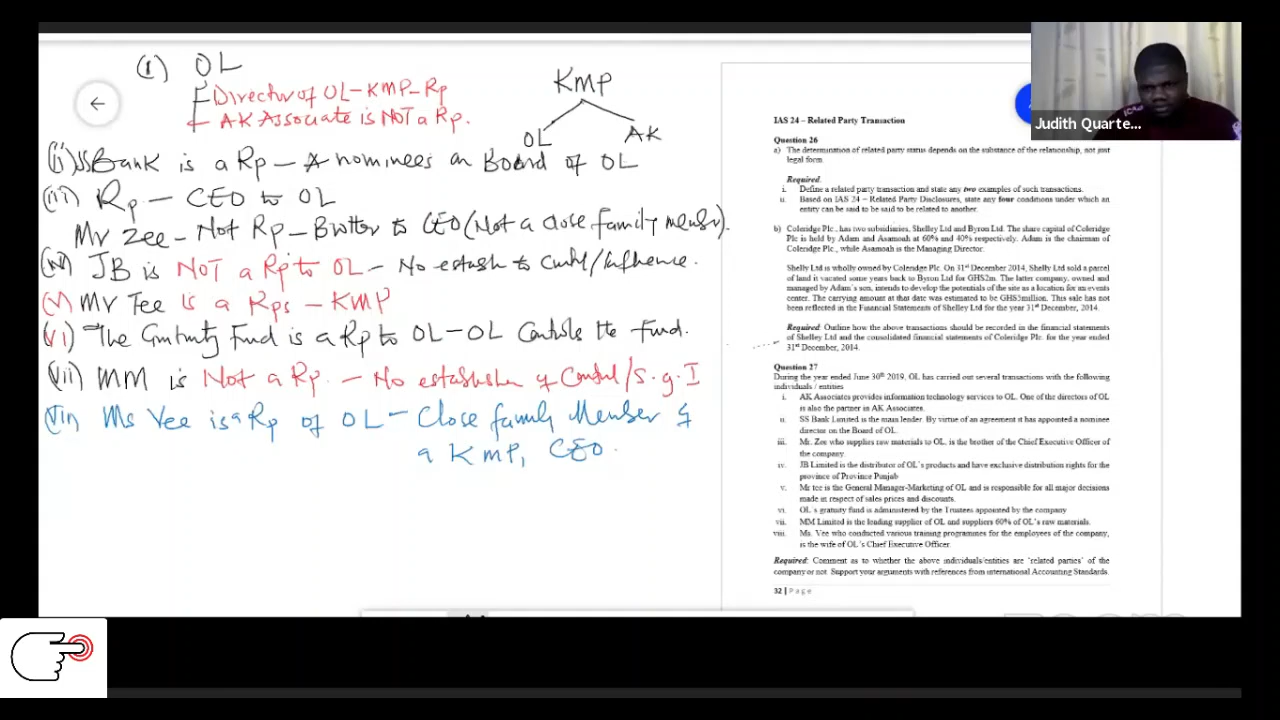 (i) OL
Director of OL-KMP-Rp
AK Associate is NOT a Rp.
KMP
OL
AK
(ii) SSBank is a Rp - A nominees on Board of OL
(iii) Rp - CEO to OL
Mr Zee - Not Rp - Brother to CEO (Not a close family member).
(iv) JB is NOT a Rp to OL - No estash to Control/Influence.
(v) Mr Tee is a Rps - KMP
(vi) The Gratuity Fund is a Rp to OL - OL Controls the Fund.
(vii) MM is Not a Rp. - No of Control/S.g.I
(viii) Ms Vee is a Rp of OL - Close family Member of
a KMP, CEO.
Judith Quarte...
IAS 24 – Related Party Transaction
Question 26
a) The determination of related party status depends on the substance of the relationship, not just
legal form.
Required:
i. Define a related party transaction and state any two examples of such transactions.
ii. Based on IAS 24 – Related Party Disclosures, state any four conditions under which an
entity can be said to be said to be related to another.
b) Coleridge Plc., has two subsidiaries, Shelley Ltd and Byron Ltd. The share capital of Coleridge
Plc is held by Adam and Asamoah at 60% and 40% respectively. Adam is the chairman of
Coleridge Plc., while Asamoah is the Managing Director.
Shelly Ltd is wholly owned by Coleridge Plc. On 31st December 2014, Shelly Ltd sold a parcel
of land it vacated some years back to Byron Ltd for GHS2m. The latter company, owned and
managed by Adam's son, intends to develop the potentials of the site as a location for an events
center. The carrying amount at that date was estimated to be GHS5million. This sale has not
been reflected in the Financial Statements of Shelley Ltd for the year 31st December, 2014.
Required: Outline how the above transactions should be recorded in the financial statements
of Shelley Ltd and the consolidated financial statements of Coleridge Plc. for the year ended
31st December, 2014.
Question 27
During the year ended June 30th 2019, OL has carried out several transactions with the following
individuals / entities
i. AK Associates provides information technology services to OL. One of the directors of OL
is also the partner in AK Associates.
ii. SS Bank Limited is the main lender. By virtue of an agreement it has appointed a nominee
director on the Board of OL.
iii. Mr. Zee who supplies raw materials to OL, is the brother of the Chief Executive Officer of
the company.
iv. JB Limited is the distributor of OL's products and have exclusive distribution rights for the
province of Province Punjab
v. Mr tee is the General Manager-Marketing of OL and is responsible for all major decisions
made in respect of sales prices and discounts.
vi. OL's gratuity fund is administered by the Trustees appointed by the company
vii. MM Limited is the leading supplier of OL and suppliers 60% of OL's raw materials.
viii. Ms. Vee who conducted various training programmes for the employees of the company,
is the wife of OL's Chief Executive Officer.
Required: Comment as to whether the above individuals/entities are 'related parties' of the
company or not. Support your arguments with references from international Accounting Standards.
32 | Page